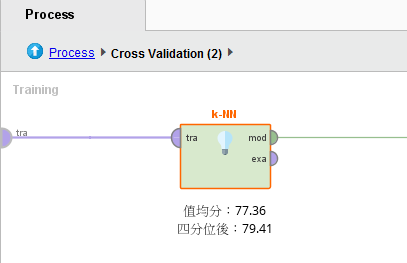 Process
Process Cross Validation (2)
Training
k-NN
tra
tra mod
exa
值均分：77.36
四分位後：79.41